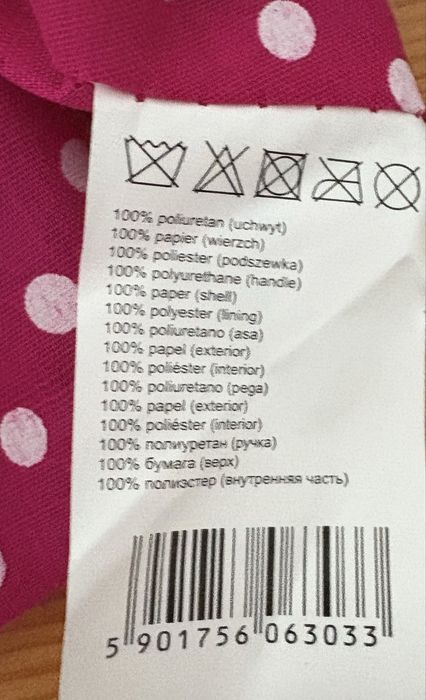 100% poliuretan (uchwyt)
100% papier (wierzch)
100% poliester (podszewka)
100% polyurethane (handle)
100% paper (shell)
100% polyester (lining)
100% poliuretano (asa)
100% papel (exterior)
100% poliéster (interior)
100% poliuretano (pega)
100% papel (exterior)
100% poliéster (interior)
100% полиуретан (ручка)
100% бумага (верх)
100% полиэстер (внутренняя часть)
5 901756 063033